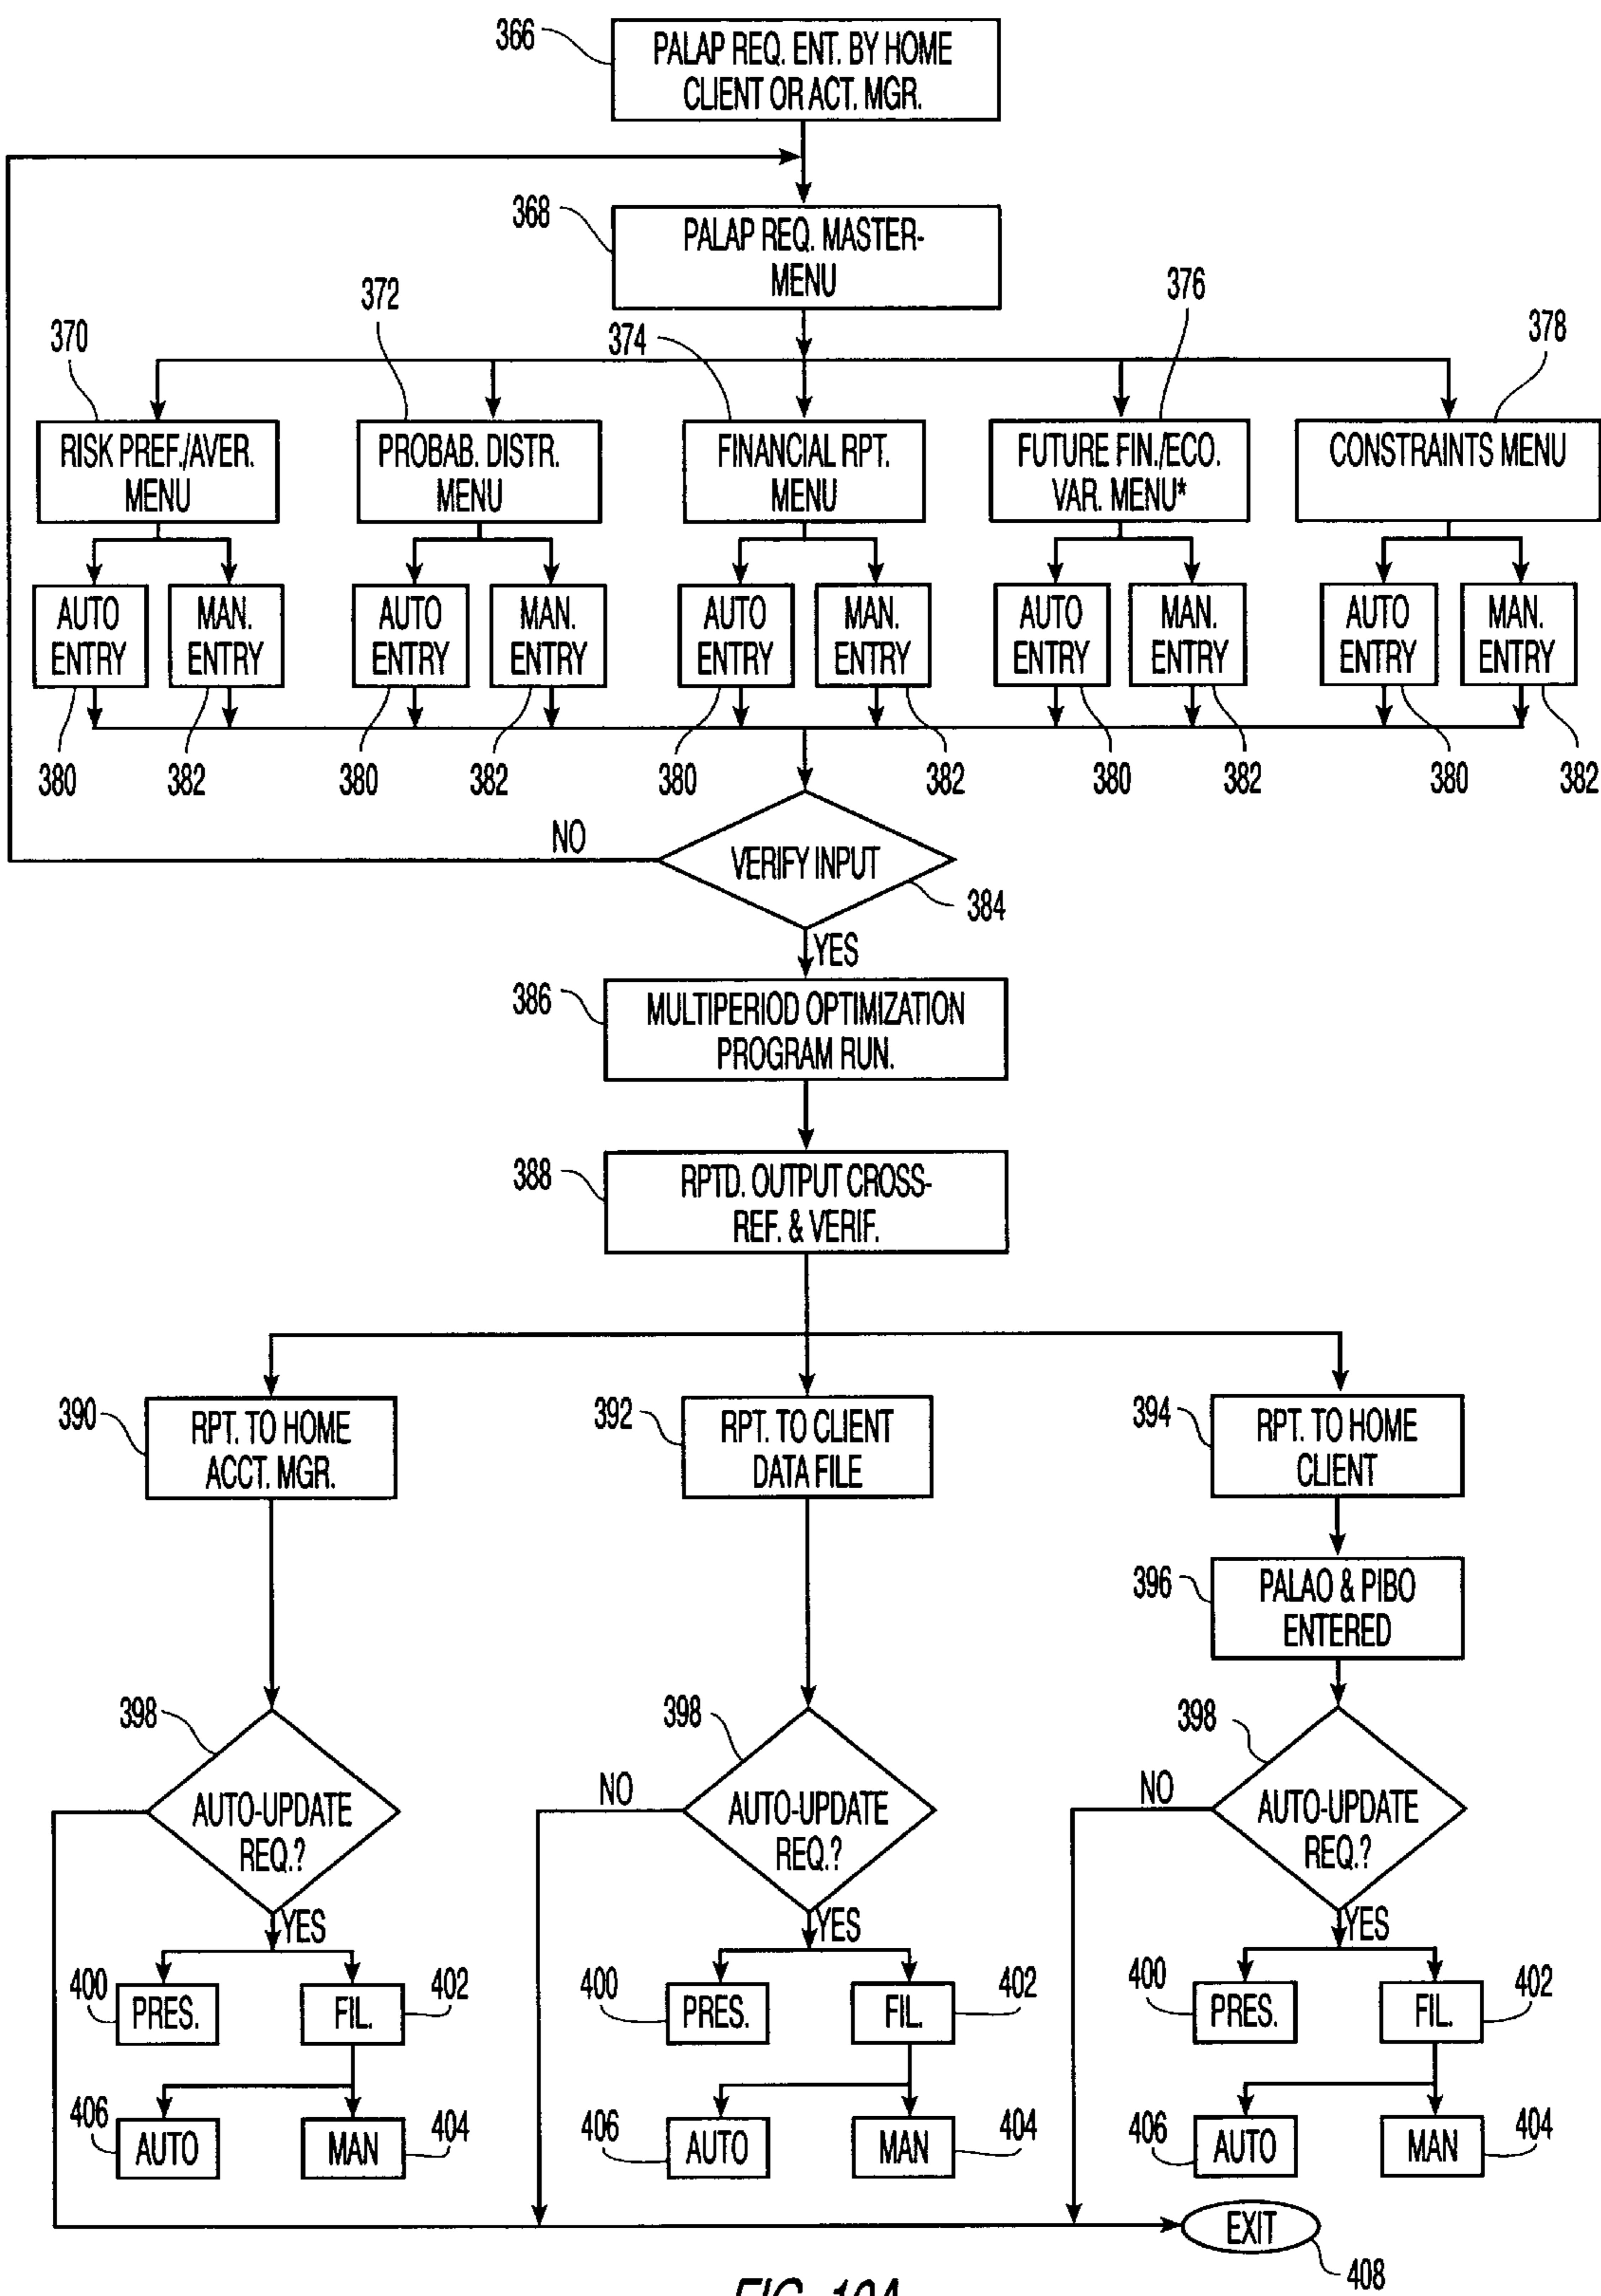 366
PALAP REQ. ENT. BY HOME
CLIENT OR ACT. MGR.
368
PALAP REQ. MASTER-
MENU
370
372
374
376
378
RISK PREF./AVER.
MENU
PROBAB. DISTR.
MENU
FINANCIAL RPT.
MENU
FUTURE FIN./ECO.
VAR. MENU*
CONSTRAINTS MENU
AUTO
ENTRY
MAN.
ENTRY
AUTO
ENTRY
MAN.
ENTRY
AUTO
ENTRY
MAN.
ENTRY
AUTO
ENTRY
MAN.
ENTRY
AUTO
ENTRY
MAN.
ENTRY
380
382
380
382
380
382
380
382
380
382
NO
VERIFY INPUT
384
YES
386
MULTIPERIOD OPTIMIZATION
PROGRAM RUN.
388
RPTD. OUTPUT CROSS-
REF. & VERIF.
390
RPT. TO HOME
ACCT. MGR.
392
RPT. TO CLIENT
DATA FILE
394
RPT. TO HOME
CLIENT
396
PALAO & PIBO
ENTERED
398
398
398
AUTO-UPDATE
REQ.?
NO
AUTO-UPDATE
REQ.?
NO
AUTO-UPDATE
REQ.?
YES
YES
YES
400
PRES.
FIL.
402
400
PRES.
FIL.
402
400
PRES.
FIL.
402
406
AUTO
MAN
404
406
AUTO
MAN
404
406
AUTO
MAN
404
EXIT
408